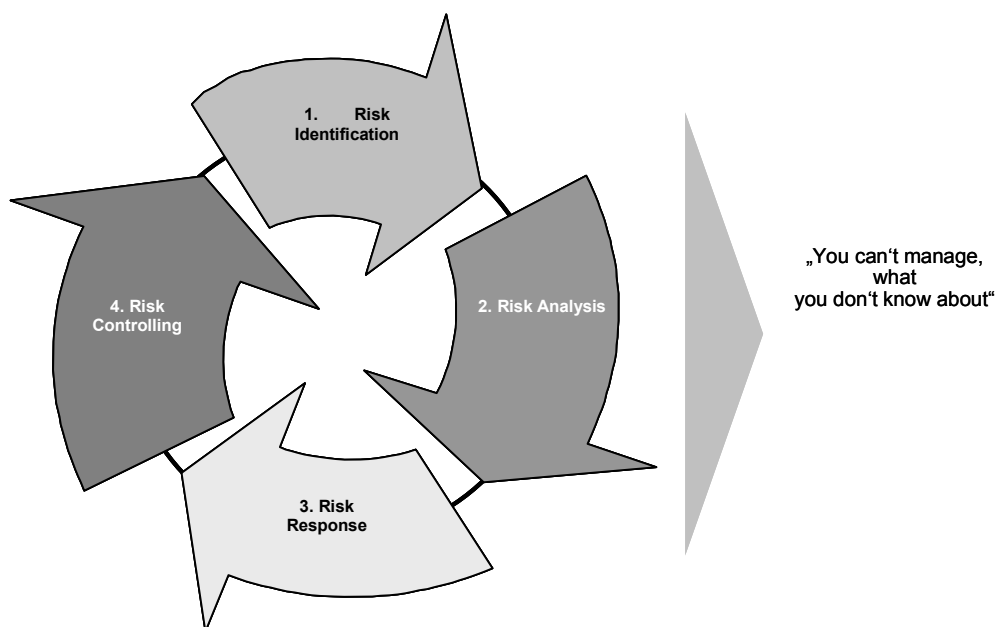 1. Risk
Identification
2. Risk Analysis
3. Risk
Response
4. Risk
Controlling
„You can‘t manage,
what
you don‘t know about“